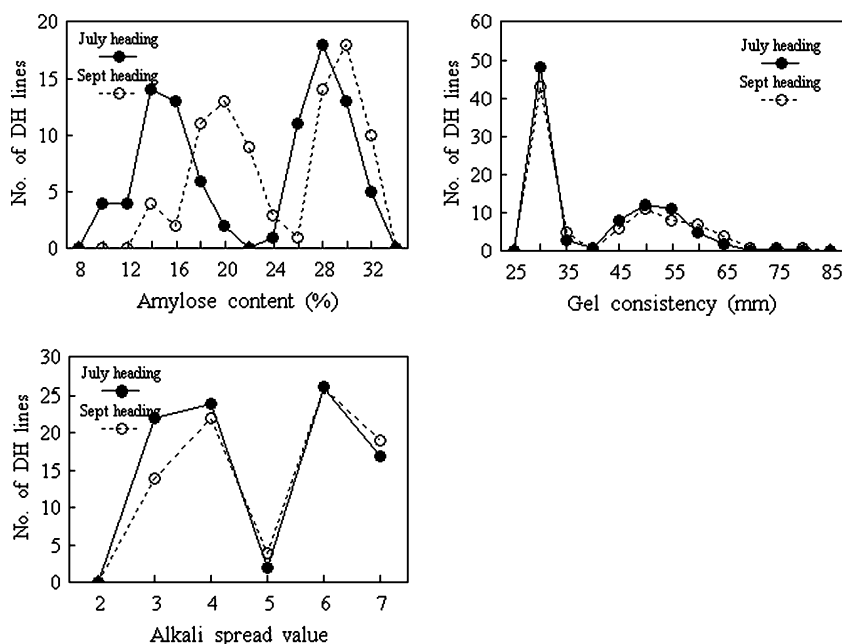 20
15
10
5
0
No. of DH lines
July heading
Sept heading
8 12 16 20 24 28 32
Amylose content (%)
60
50
40
30
20
10
0
No. of DH lines
July heading
Sept heading
25 35 45 55 65 75 85
Gel consistency (mm)
30
25
20
15
10
5
0
No. of DH lines
July heading
Sept heading
2 3 4 5 6 7
Alkali spread value